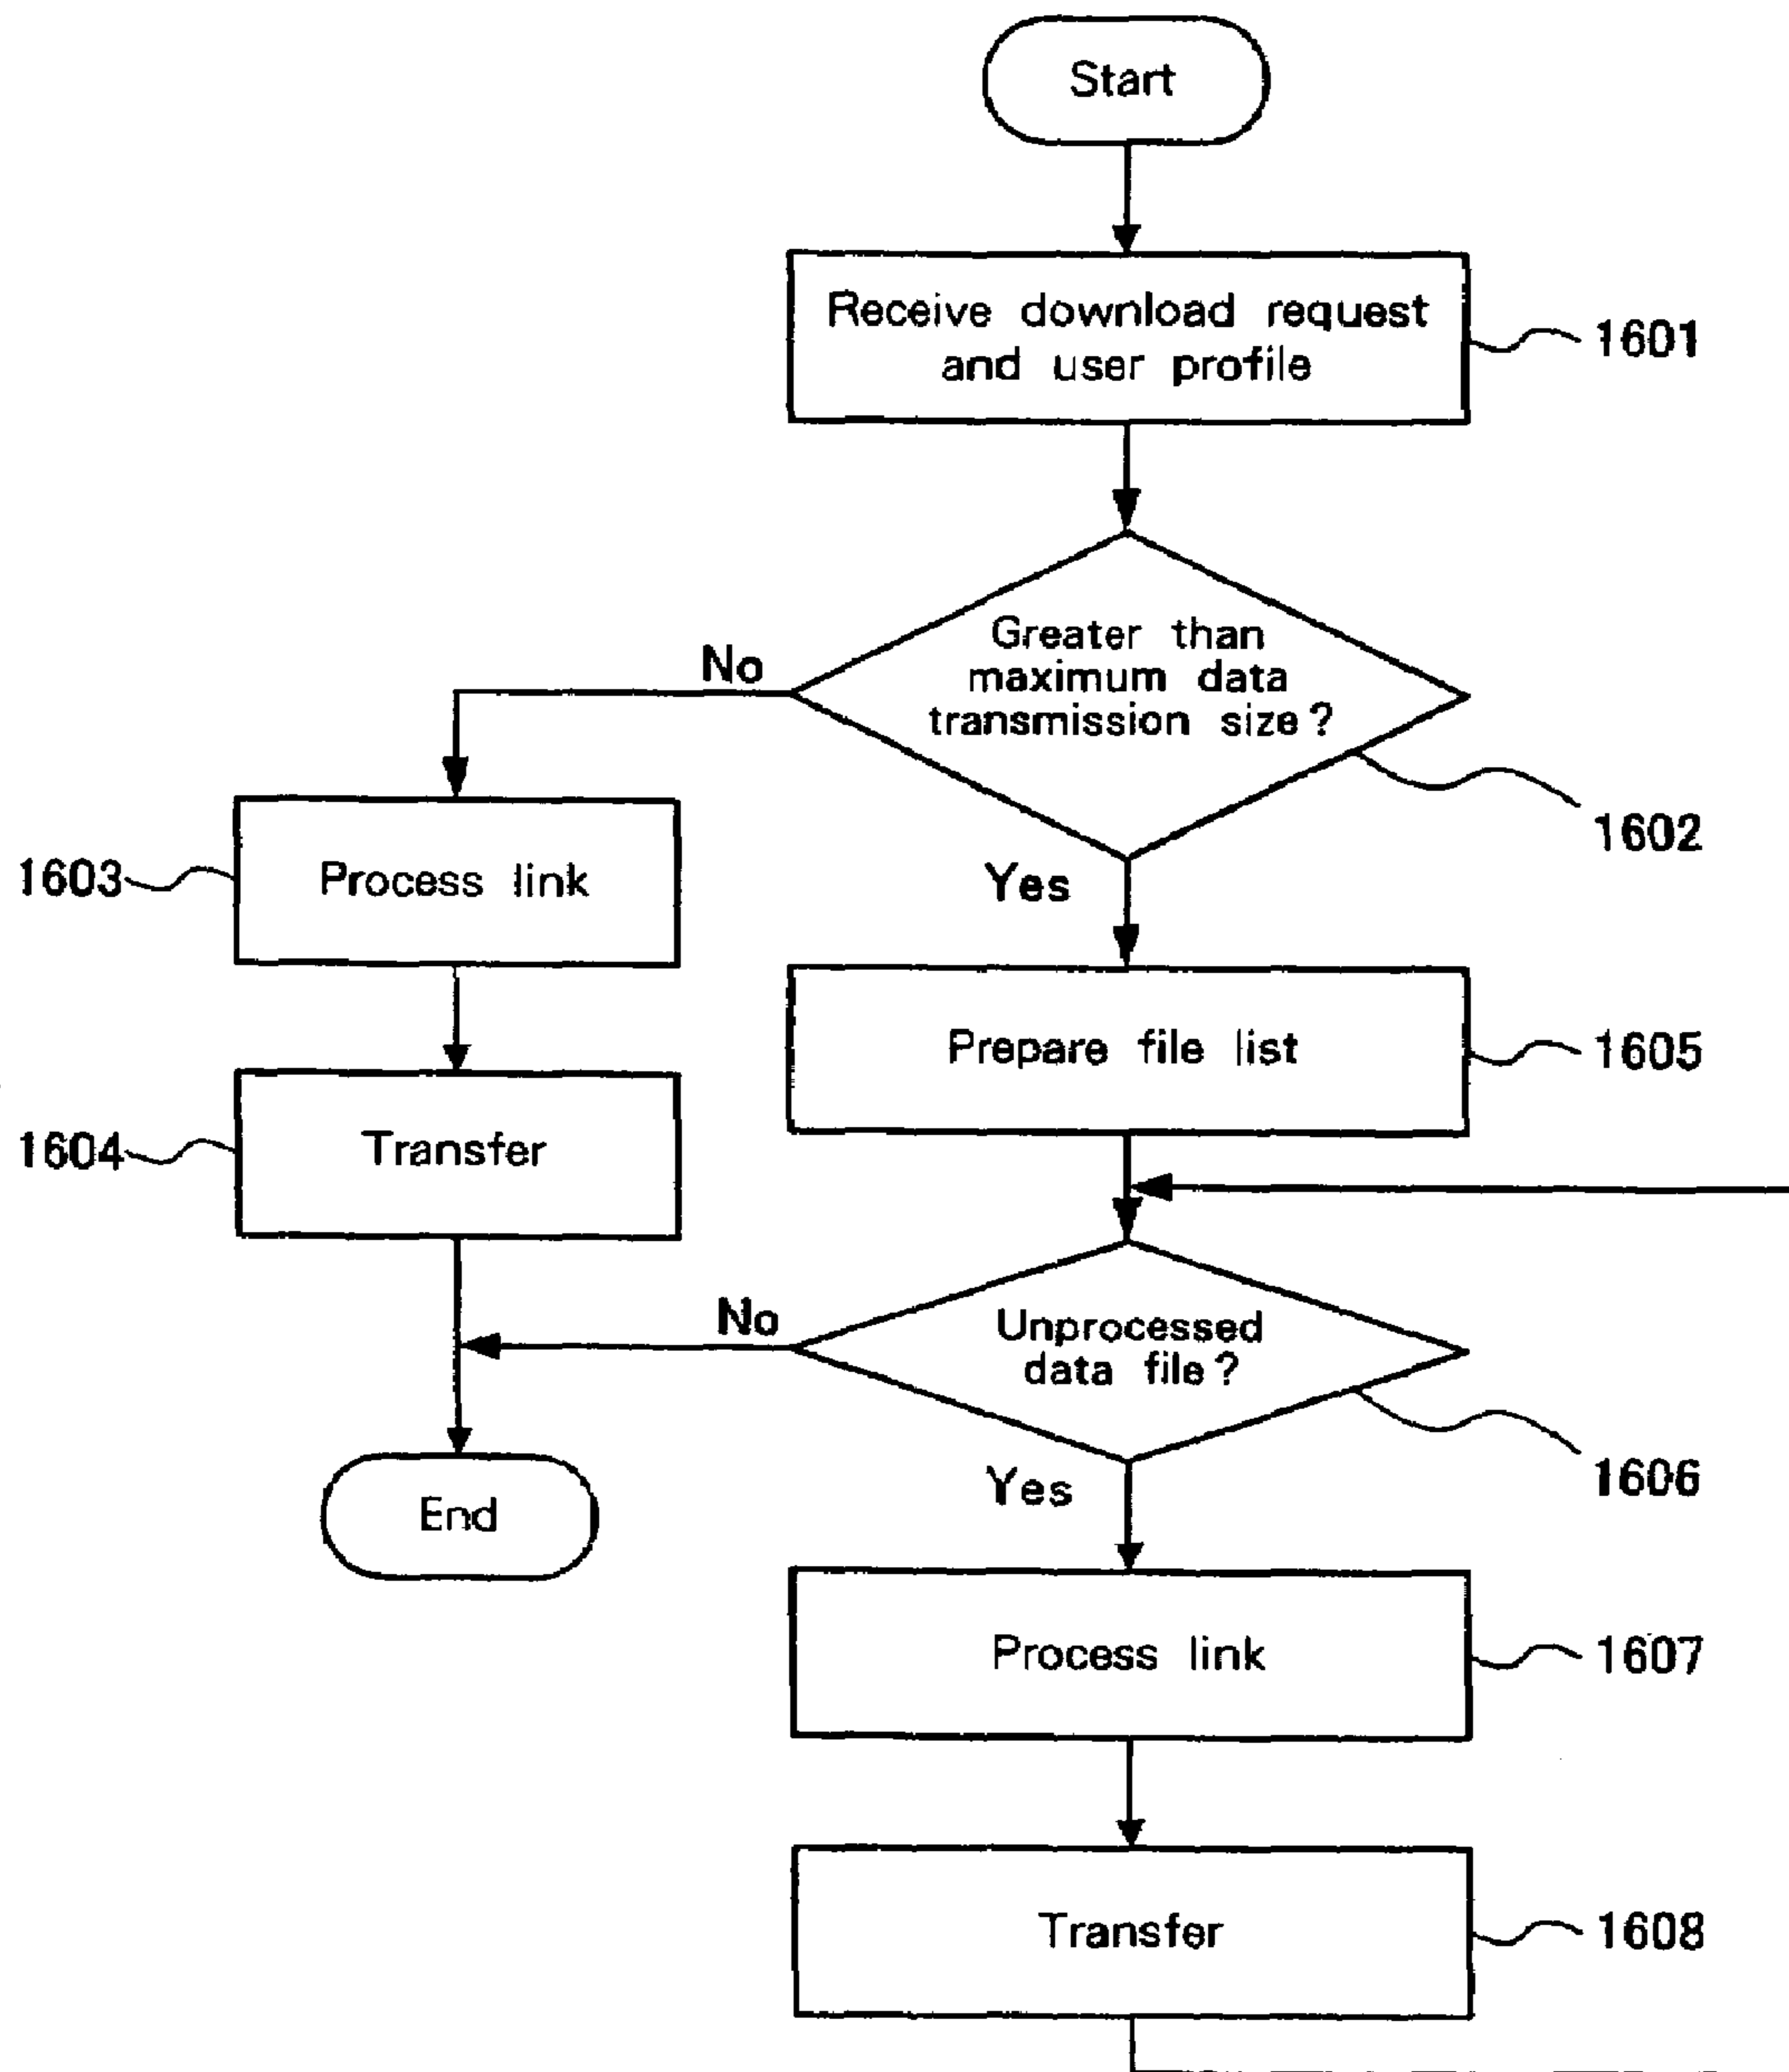 Start
Receive download request
and user profile
1601
Greater than
maximum data
transmission size?
1602
No
Yes
1603
Process link
Prepare file list
1605
1604
Transfer
No
Unprocessed
data file?
1606
Yes
End
Process link
1607
Transfer
1608